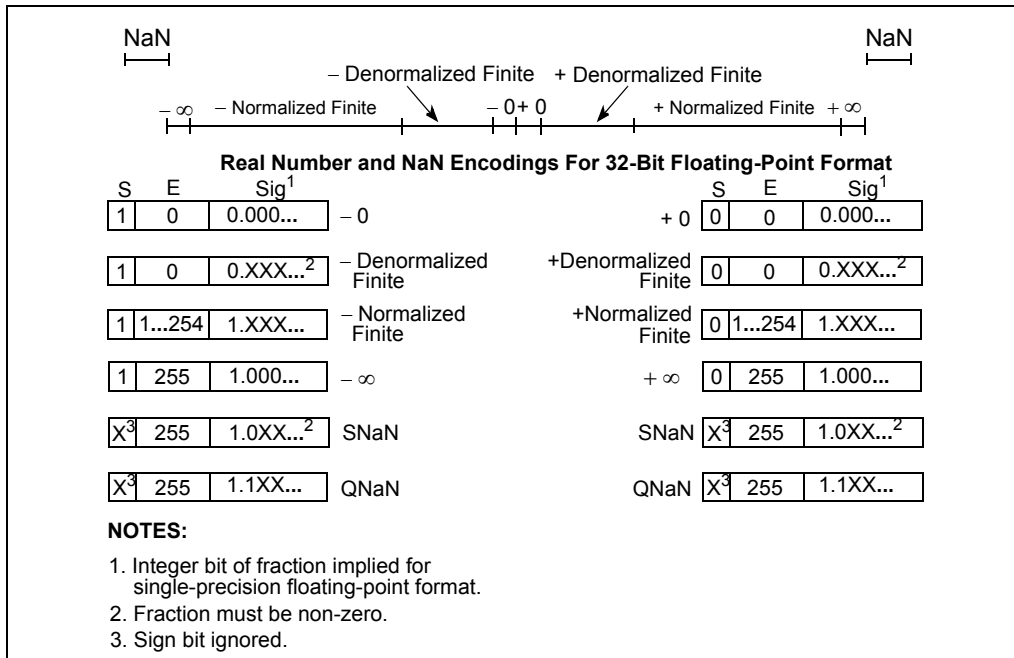 NaN NaN
– Denormalized Finite + Denormalized Finite
– ∞ – Normalized Finite – 0 + 0 + Normalized Finite + ∞
Real Number and NaN Encodings For 32-Bit Floating-Point Format
S E Sig¹ S E Sig¹
1 0 0.000... – 0 + 0 0 0 0.000...
1 0 0.XXX...² – Denormalized Finite +Denormalized Finite 0 0 0.XXX...²
1 1...254 1.XXX... – Normalized Finite +Normalized Finite 0 1...254 1.XXX...
1 255 1.000... – ∞ + ∞ 0 255 1.000...
X³ 255 1.0XX...² SNaN SNaN X³ 255 1.0XX...²
X³ 255 1.1XX... QNaN QNaN X³ 255 1.1XX...
NOTES:
1. Integer bit of fraction implied for
single-precision floating-point format.
2. Fraction must be non-zero.
3. Sign bit ignored.